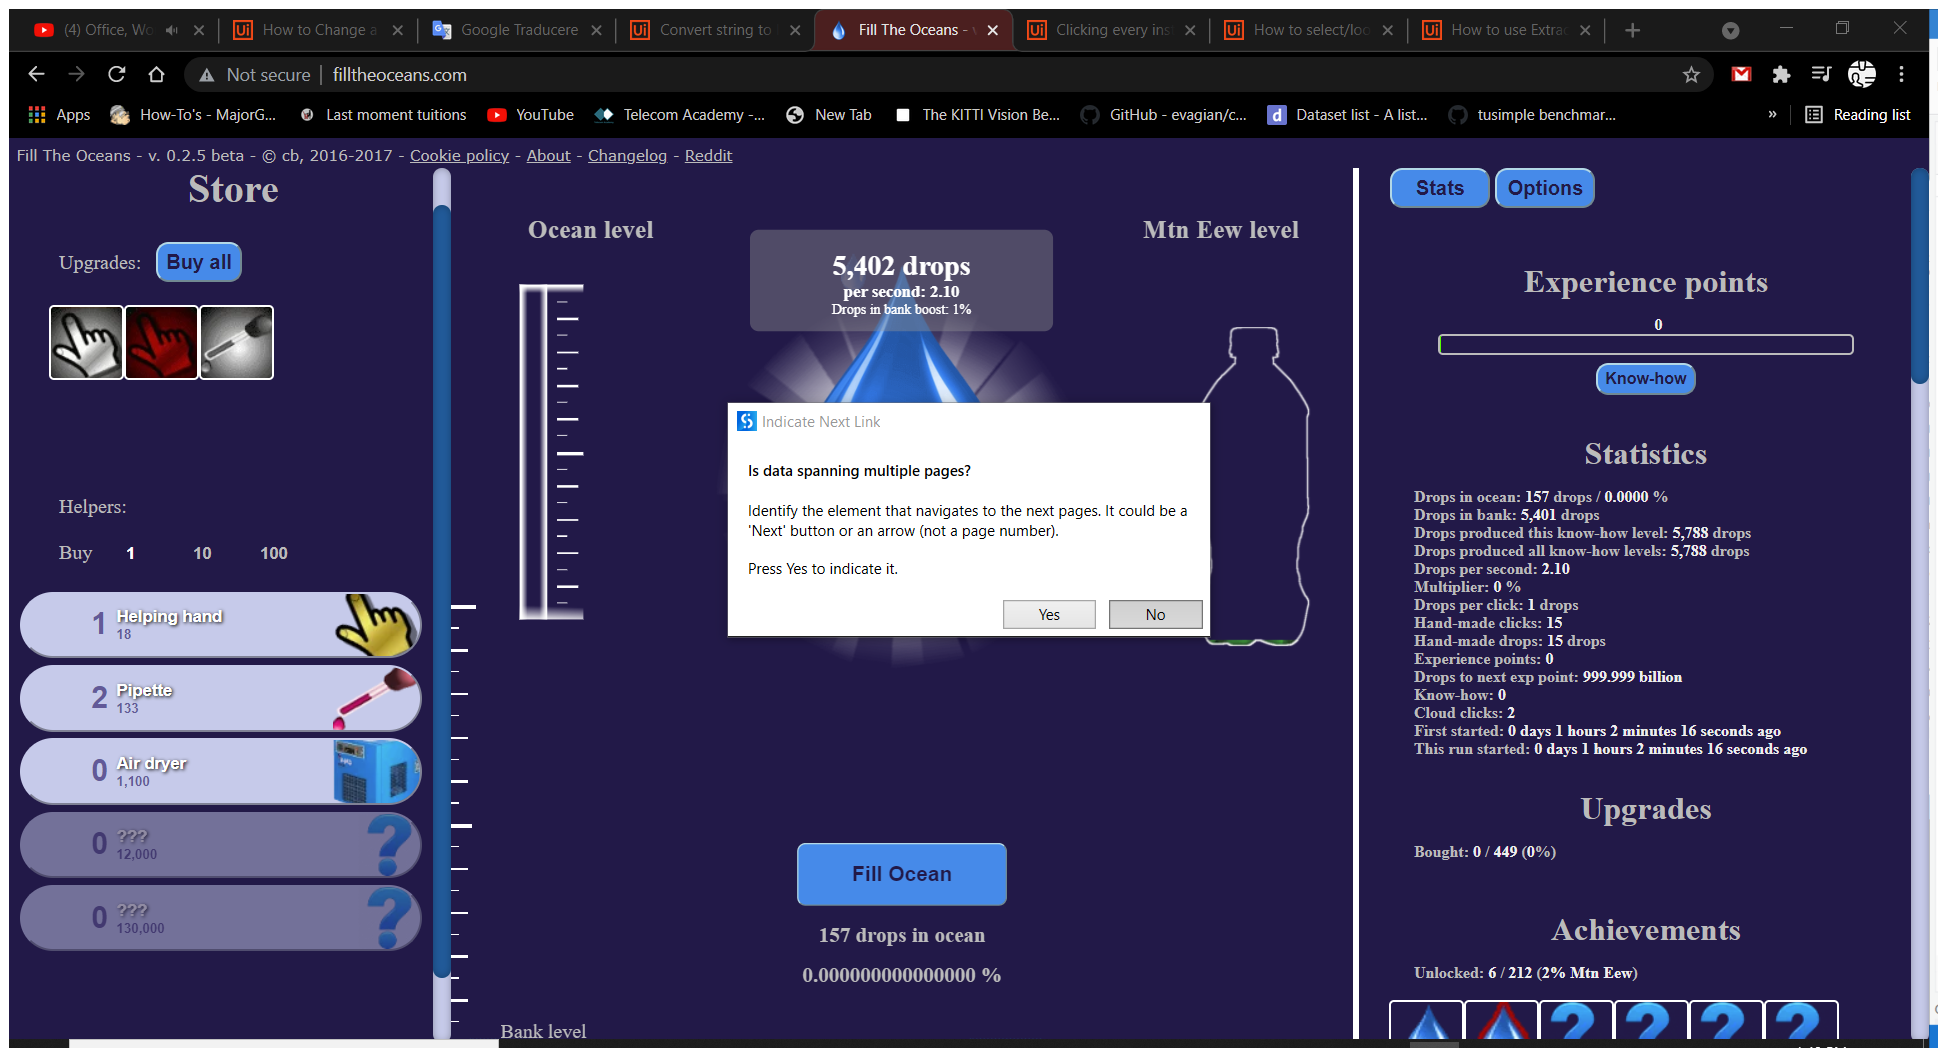 (4) Office, Wo
How to Change a
Google Traducere
Convert string to
Fill The Oceans -
Clicking every inst
How to select/loo
How to use Extrac
Not secure | filltheoceans.com
Apps
How-To's - MajorG...
Last moment tuitions
YouTube
Telecom Academy -...
New Tab
The KITTI Vision Be...
GitHub - evagian/c...
Dataset list - A list...
tusimple benchmar...
»
Reading list
Fill The Oceans - v. 0.2.5 beta - © cb, 2016-2017 - Cookie policy - About - Changelog - Reddit
Store
Upgrades: Buy all
Helpers:
Buy 1 10 100
1 Helping hand
18
2 Pipette
133
0 Air dryer
1,100
0 ???
12,000
0 ???
130,000
Ocean level
5,402 drops
per second: 2.10
Drops in bank boost: 1%
Mtn Eew level
Indicate Next Link
Is data spanning multiple pages?
Identify the element that navigates to the next pages. It could be a
'Next' button or an arrow (not a page number).
Press Yes to indicate it.
Yes No
Fill Ocean
157 drops in ocean
0.000000000000000 %
Bank level
Stats Options
Experience points
0
Know-how
Statistics
Drops in ocean: 157 drops / 0.0000 %
Drops in bank: 5,401 drops
Drops produced this know-how level: 5,788 drops
Drops produced all know-how levels: 5,788 drops
Drops per second: 2.10
Multiplier: 0 %
Drops per click: 1 drops
Hand-made clicks: 15
Hand-made drops: 15 drops
Experience points: 0
Drops to next exp point: 999.999 billion
Know-how: 0
Cloud clicks: 2
First started: 0 days 1 hours 2 minutes 16 seconds ago
This run started: 0 days 1 hours 2 minutes 16 seconds ago
Upgrades
Bought: 0 / 449 (0%)
Achievements
Unlocked: 6 / 212 (2% Mtn Eew)
? ? ? ?